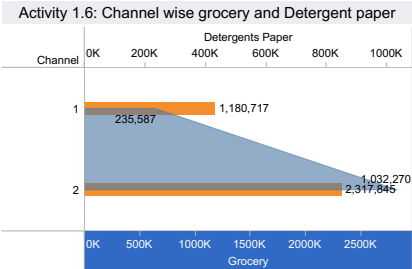 Activity 1.6: Channel wise grocery and Detergent paper
Detergents Paper
0K 200K 400K 600K 800K 1000K
Channel
1 1,180,717
235,587
1,032,270
2 2,317,845
0K 500K 1000K 1500K 2000K 2500K
Grocery